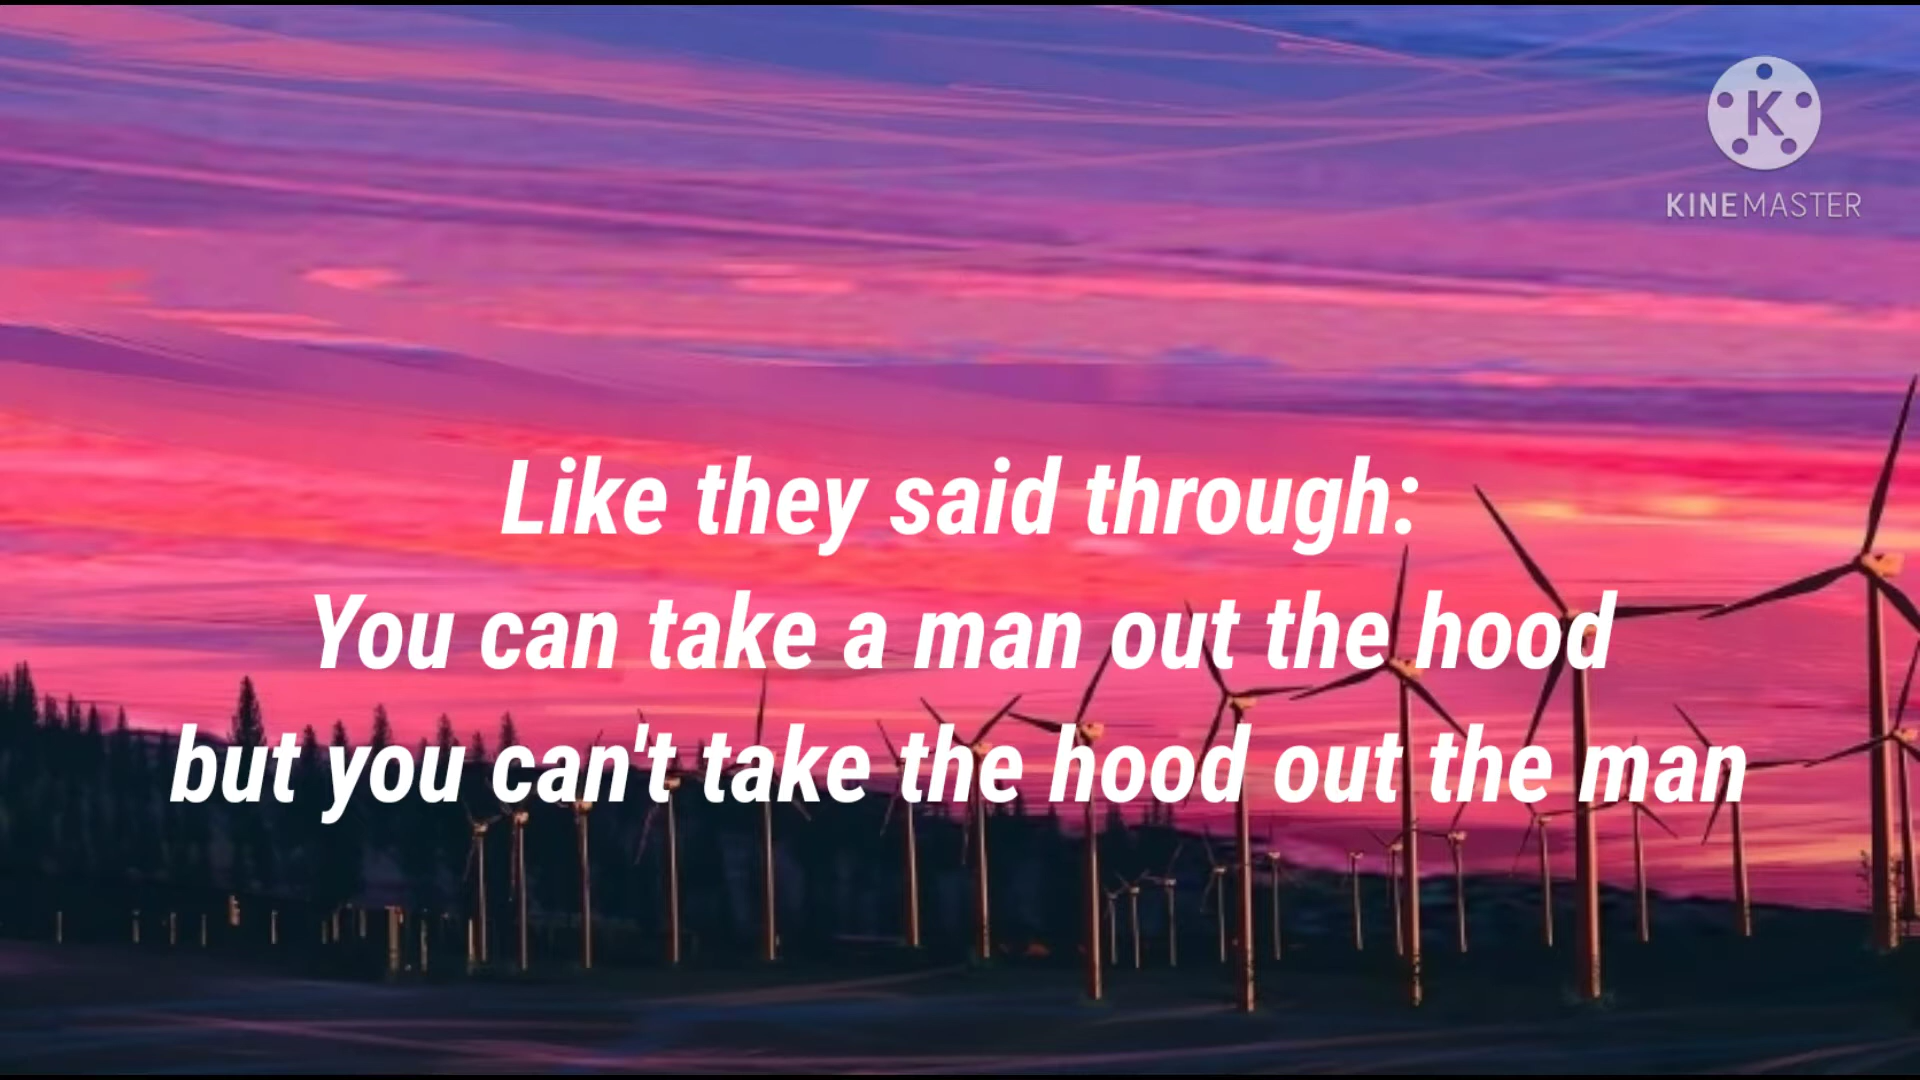 K
KINEMASTER
Like they said through:
You can take a man out the hood
but you can't take the hood out the man